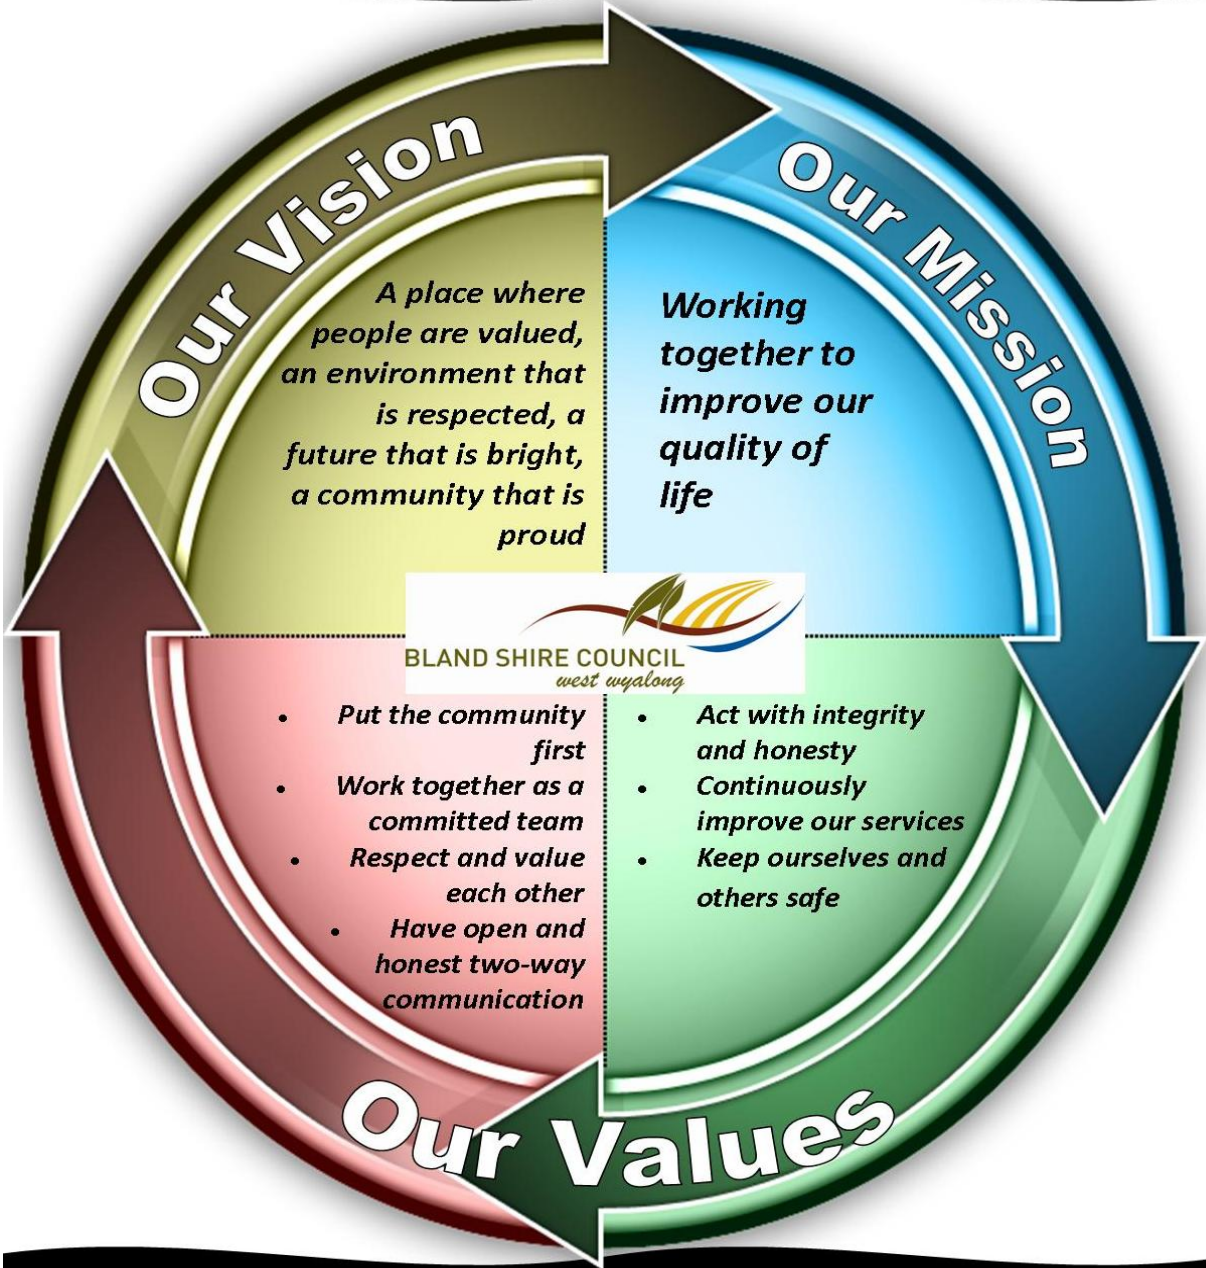 Our Vision
A place where
people are valued,
an environment that
is respected, a
future that is bright,
a community that is
proud
Our Mission
Working
together to
improve our
quality of
life
BLAND SHIRE COUNCIL
west wyalong
• Put the community
first
• Work together as a
committed team
• Respect and value
each other
• Have open and
honest two-way
communication
• Act with integrity
and honesty
• Continuously
improve our services
• Keep ourselves and
others safe
Our Values